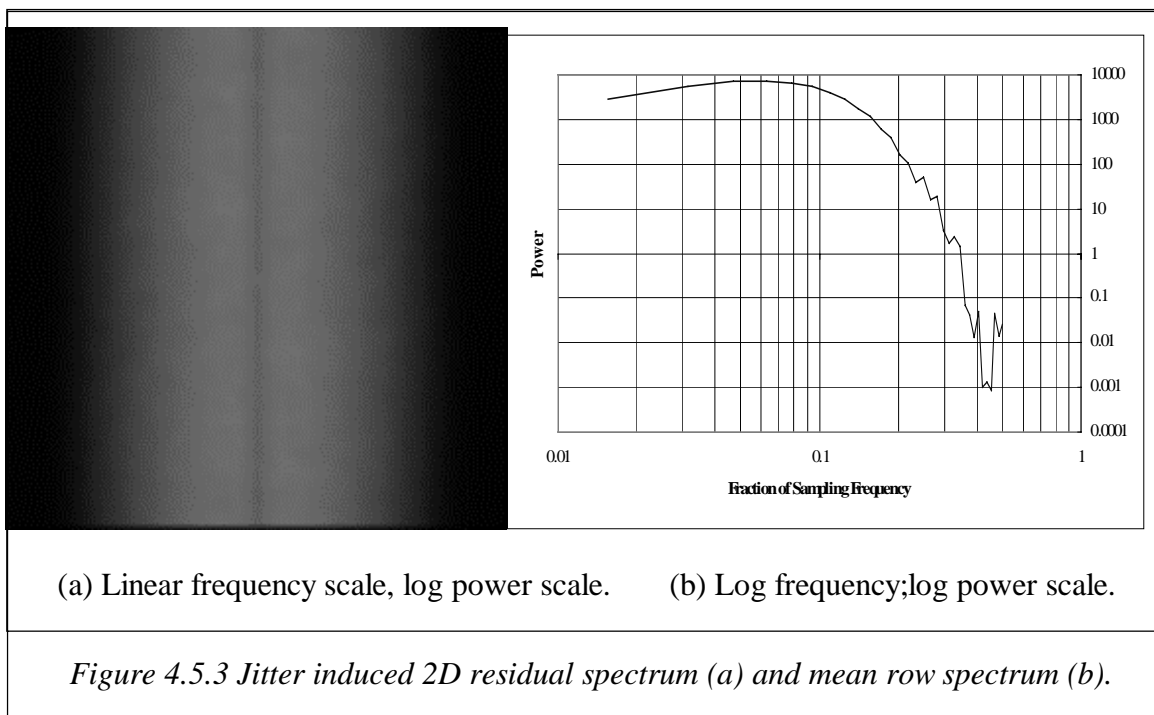 10000
1000
100
10
1
0.1
0.01
0.001
0.0001
Power
0.01 0.1 1
Fraction of Sampling Frequency
(a) Linear frequency scale, log power scale. (b) Log frequency;log power scale.
Figure 4.5.3 Jitter induced 2D residual spectrum (a) and mean row spectrum (b).